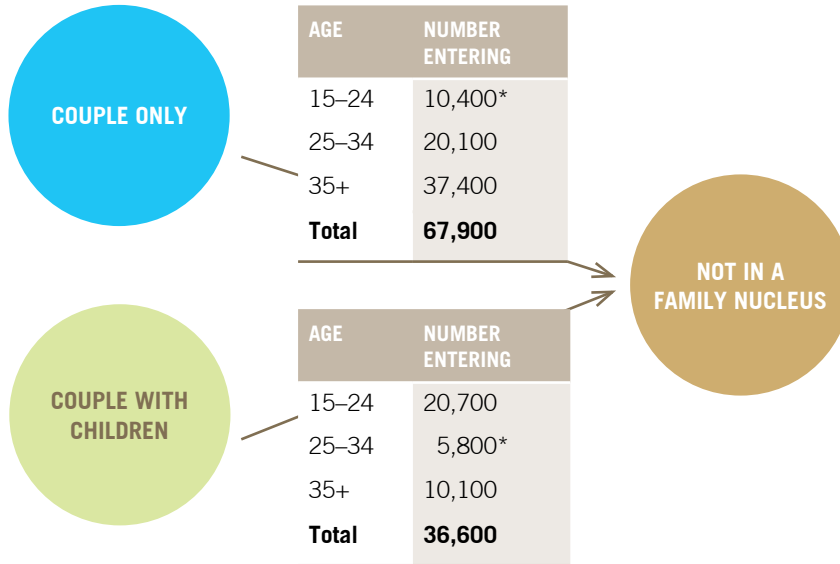 COUPLE ONLY
AGE NUMBER
ENTERING
15–24 10,400*
25–34 20,100
35+ 37,400
Total 67,900
NOT IN A
FAMILY NUCLEUS
COUPLE WITH
CHILDREN
AGE NUMBER
ENTERING
15–24 20,700
25–34 5,800*
35+ 10,100
Total 36,600